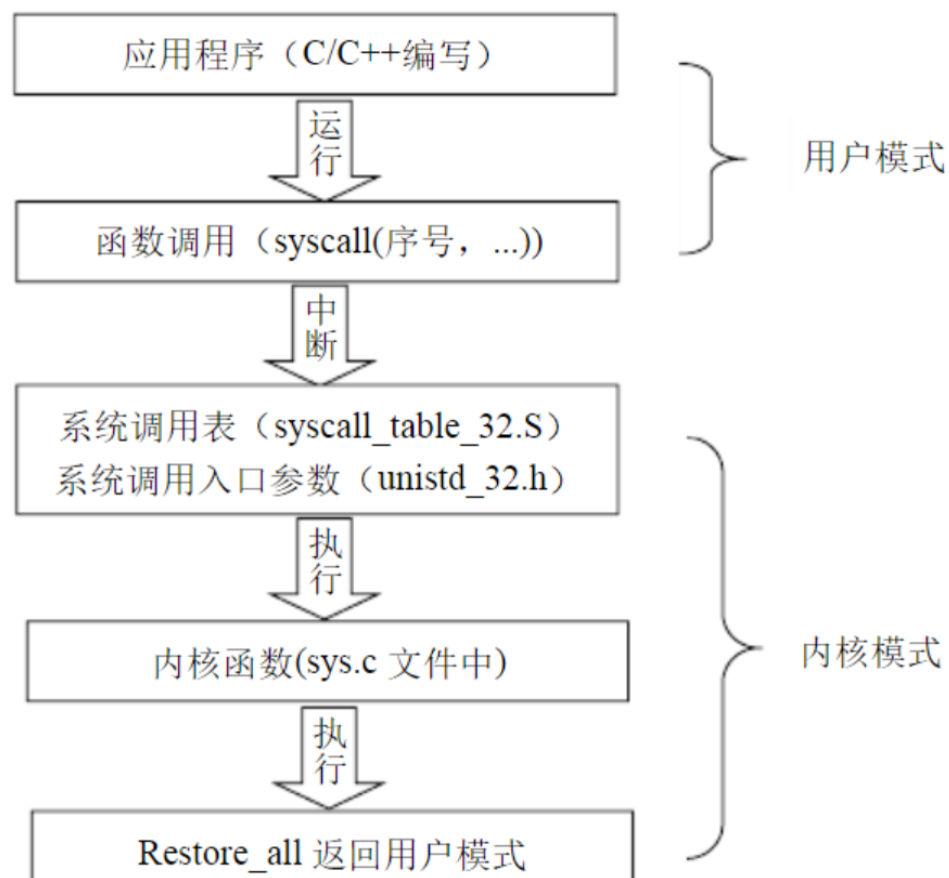 应用程序（C/C++编写）
运行
用户模式
函数调用（syscall(序号，...)）
中断
系统调用表（syscall_table_32.S）
系统调用入口参数（unistd_32.h）
执行
内核函数(sys.c 文件中)
内核模式
执行
Restore_all 返回用户模式